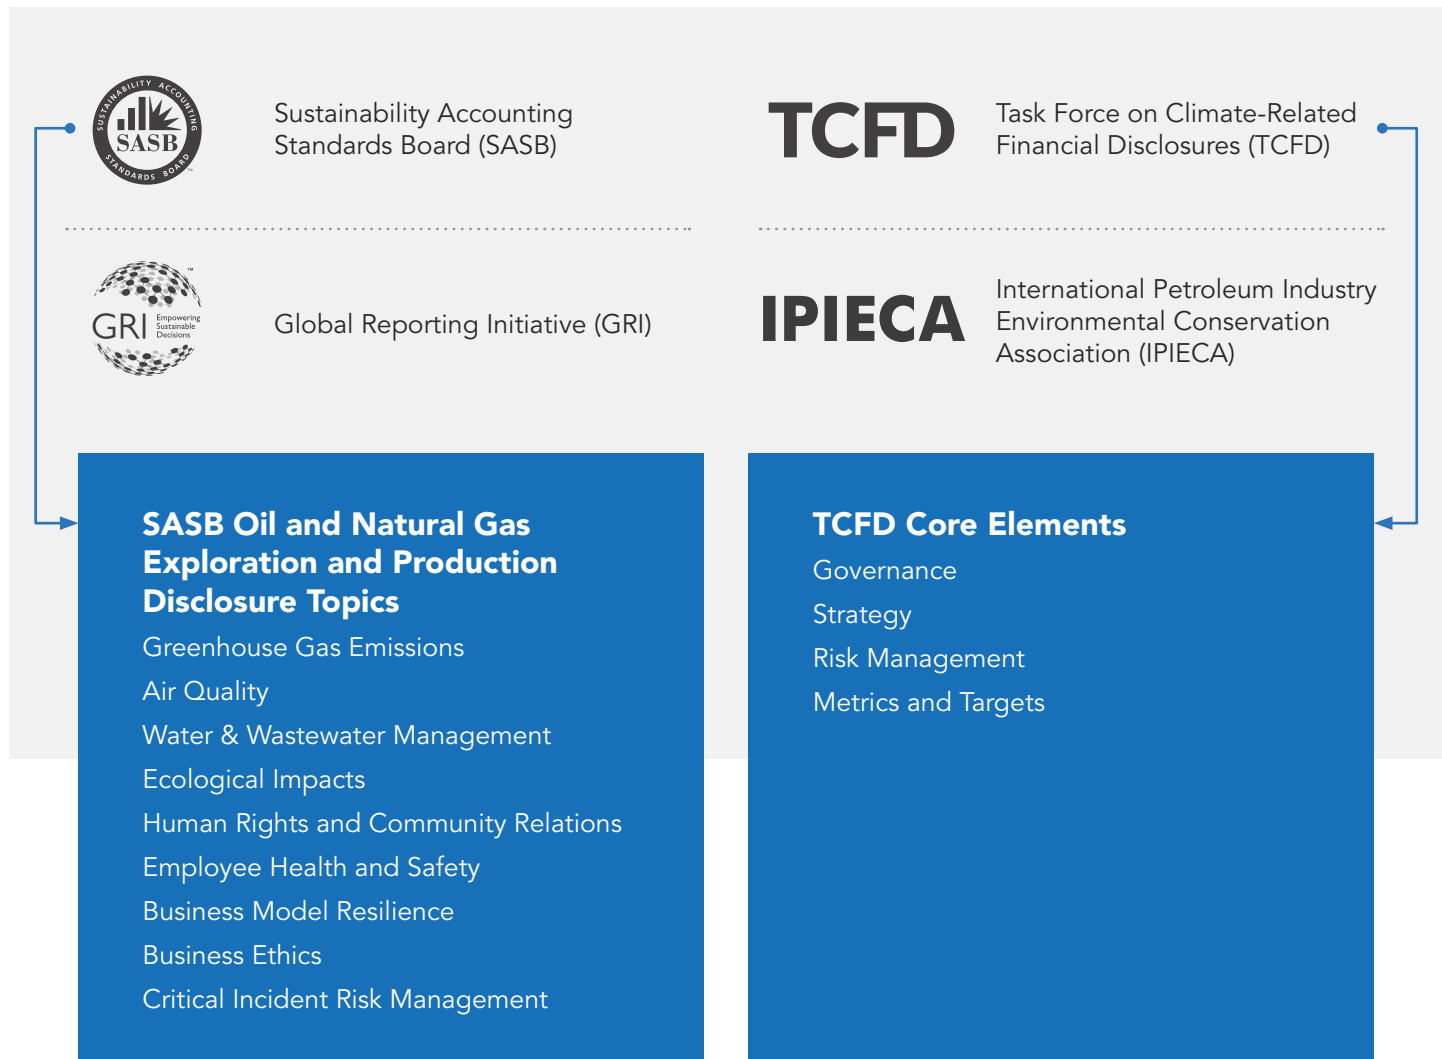 SUSTAINABILITY ACCOUNTING
SASB
STANDARDS BOARD™
Sustainability Accounting
Standards Board (SASB)
TCFD
Task Force on Climate-Related
Financial Disclosures (TCFD)
GRI
™
Empowering
Sustainable
Decisions
Global Reporting Initiative (GRI)
IPIECA
International Petroleum Industry
Environmental Conservation
Association (IPIECA)
SASB Oil and Natural Gas
Exploration and Production
Disclosure Topics
Greenhouse Gas Emissions
Air Quality
Water & Wastewater Management
Ecological Impacts
Human Rights and Community Relations
Employee Health and Safety
Business Model Resilience
Business Ethics
Critical Incident Risk Management
TCFD Core Elements
Governance
Strategy
Risk Management
Metrics and Targets